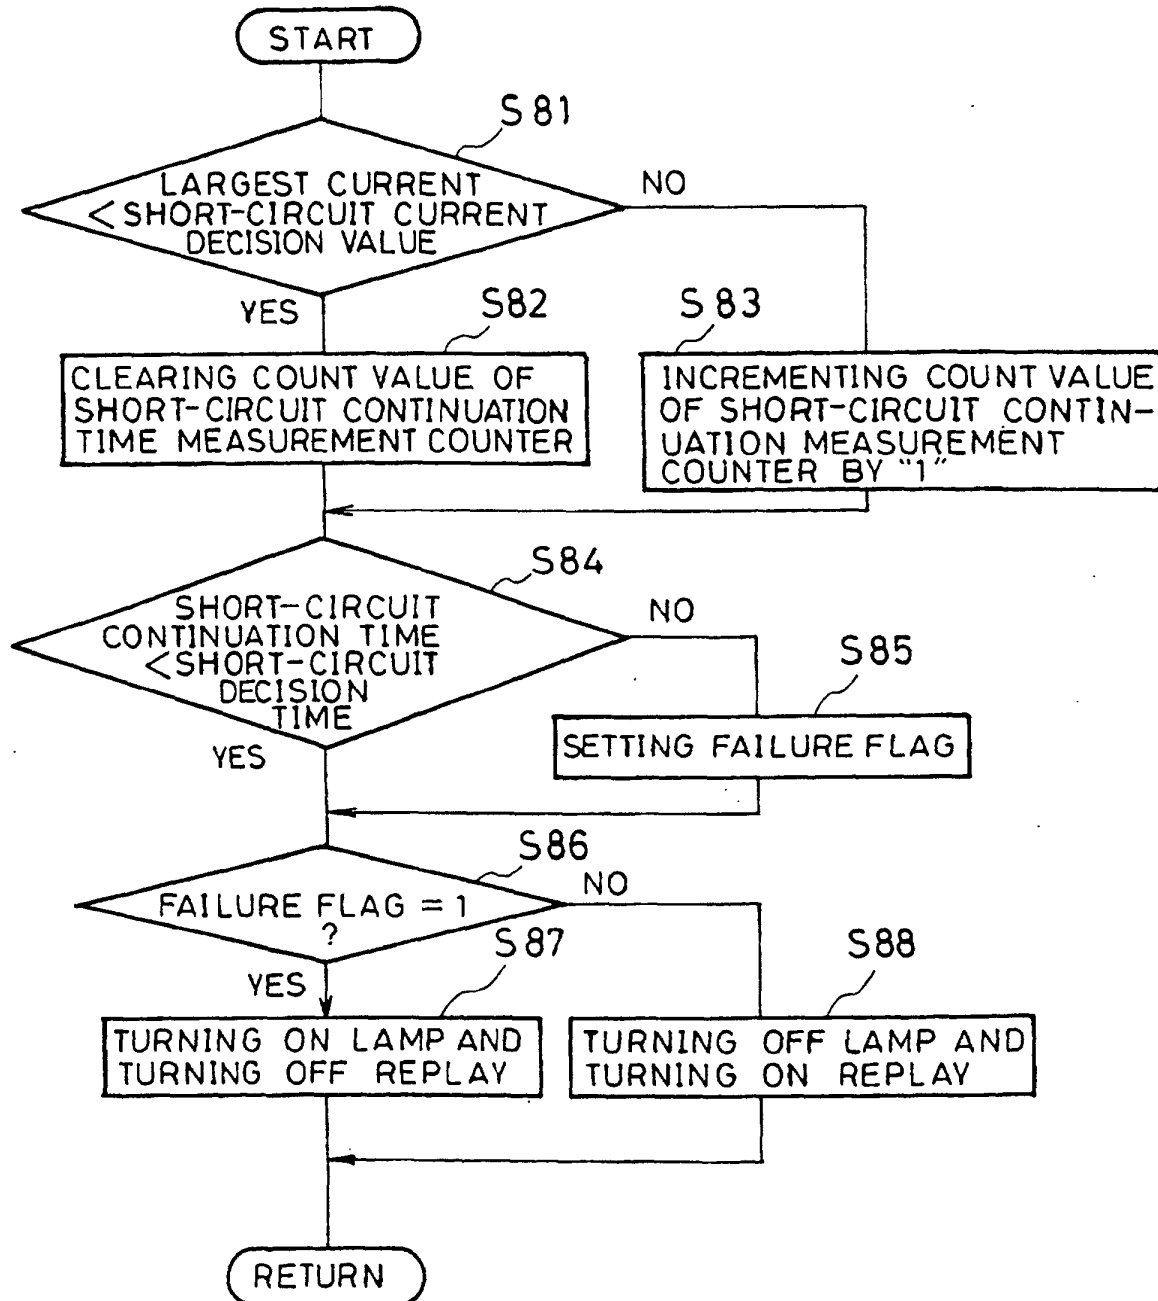 START
S81
LARGEST CURRENT
<SHORT-CIRCUIT CURRENT
DECISION VALUE
NO
YES
S82
CLEARING COUNT VALUE OF
SHORT-CIRCUIT CONTINUATION
TIME MEASUREMENT COUNTER
S83
INCREMENTING COUNT VALUE
OF SHORT-CIRCUIT CONTIN-
UATION MEASUREMENT
COUNTER BY "1"
S84
SHORT-CIRCUIT
CONTINUATION TIME
<SHORT-CIRCUIT
DECISION
TIME
NO
YES
S85
SETTING FAILURE FLAG
S86
FAILURE FLAG = 1
?
NO
YES
S87
TURNING ON LAMP AND
TURNING OFF REPLAY
S88
TURNING OFF LAMP AND
TURNING ON REPLAY
RETURN